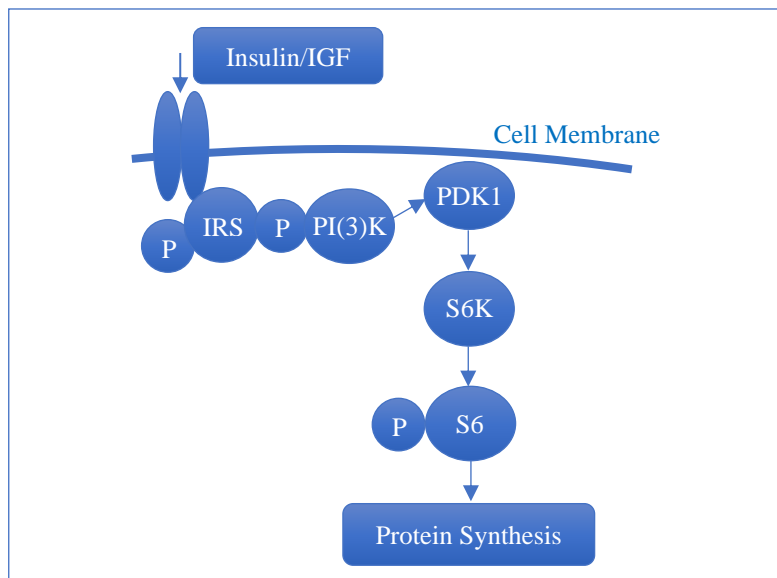 Insulin/IGF
Cell Membrane
PDK1
IRS
P
PI(3)K
P
S6K
P
S6
Protein Synthesis